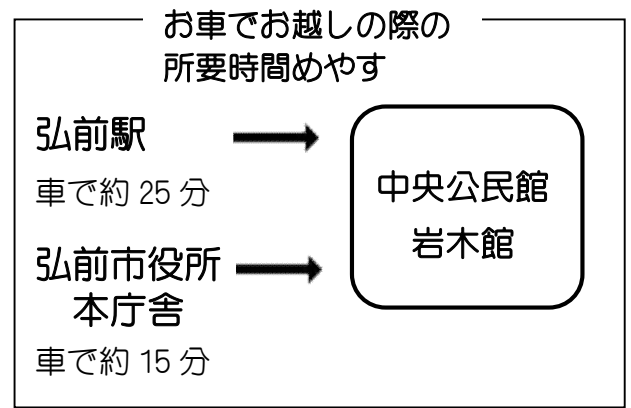 お車でお越しの際の
所要時間めやす
弘前駅
車で約 25 分
弘前市役所
本庁舎
車で約 15 分
中央公民館
岩木館